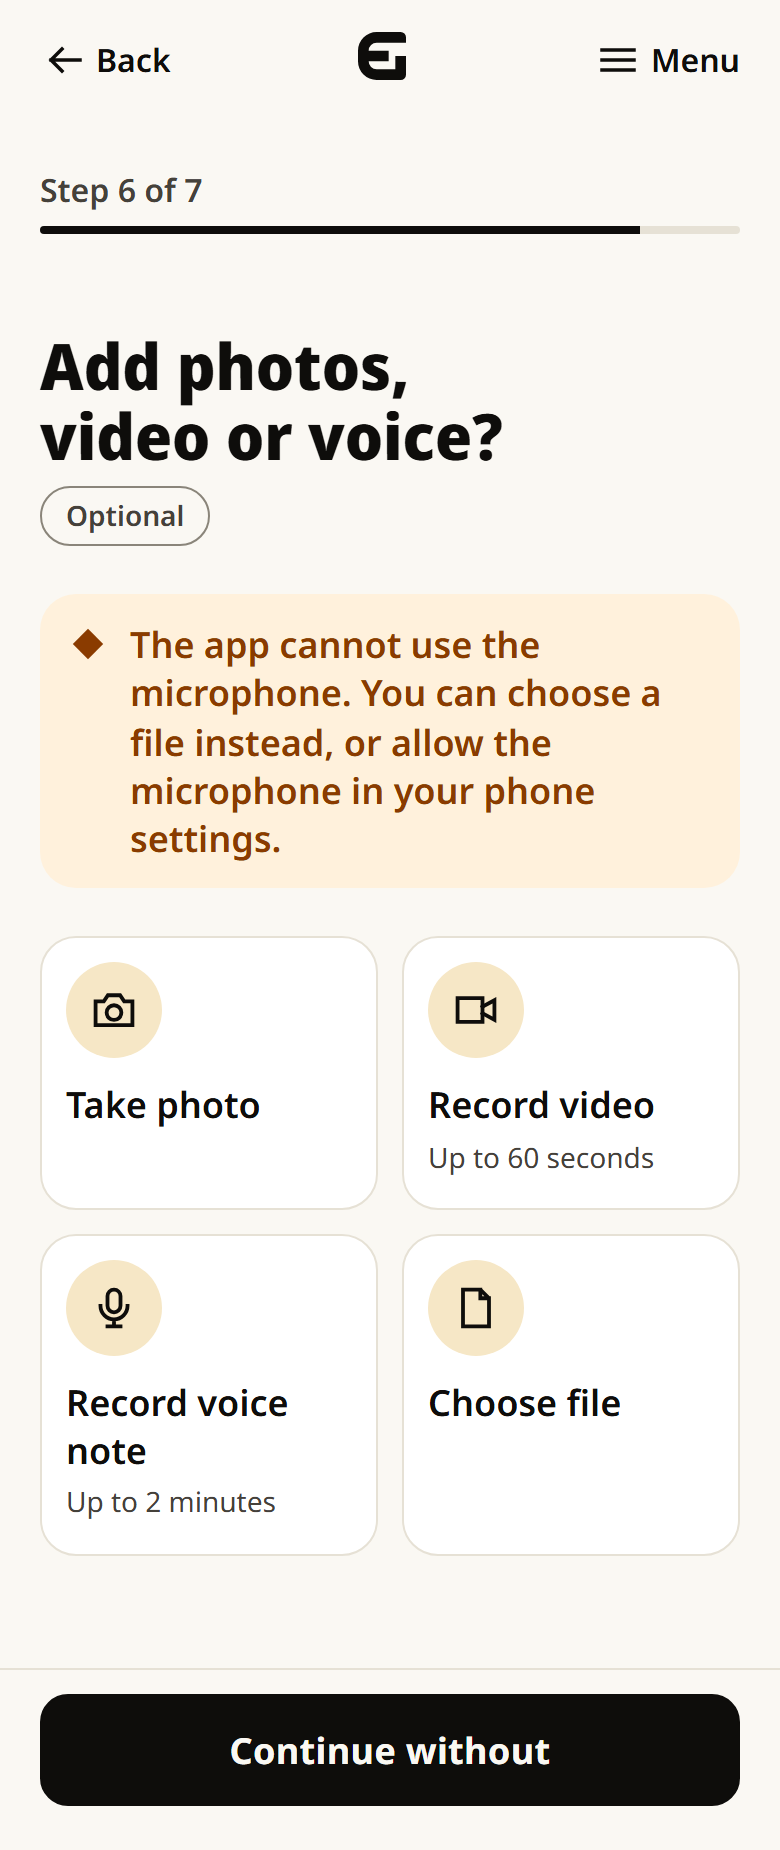 Back
Menu
Step 6 of 7
Add photos,
video or voice?
Optional
The app cannot use the
microphone. You can choose a
file instead, or allow the
microphone in your phone
settings.
Take photo
Record video
Up to 60 seconds
Record voice
note
Up to 2 minutes
Choose file
Continue without